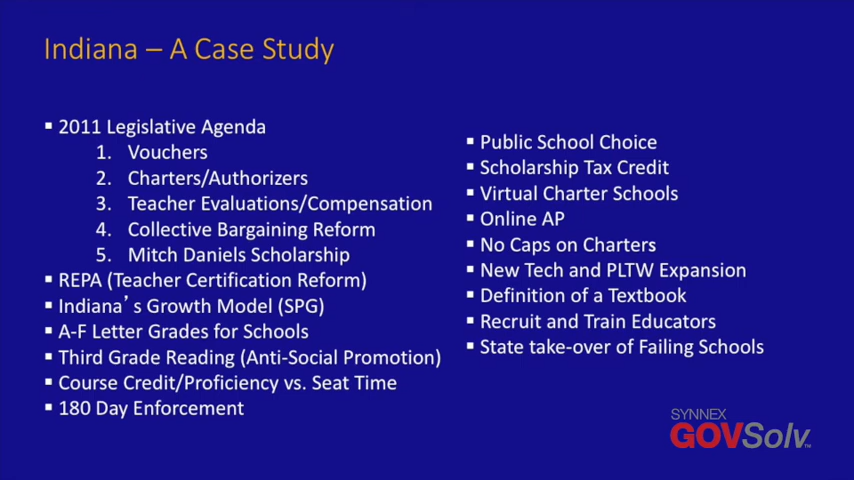 Indiana – A Case Study
▪ 2011 Legislative Agenda
1. Vouchers
2. Charters/Authorizers
3. Teacher Evaluations/Compensation
4. Collective Bargaining Reform
5. Mitch Daniels Scholarship
▪ REPA (Teacher Certification Reform)
▪ Indiana's Growth Model (SPG)
▪ A-F Letter Grades for Schools
▪ Third Grade Reading (Anti-Social Promotion)
▪ Course Credit/Proficiency vs. Seat Time
▪ 180 Day Enforcement
▪ Public School Choice
▪ Scholarship Tax Credit
▪ Virtual Charter Schools
▪ Online AP
▪ No Caps on Charters
▪ New Tech and PLTW Expansion
▪ Definition of a Textbook
▪ Recruit and Train Educators
▪ State take-over of Failing Schools
SYNNEX
GOVSolv™